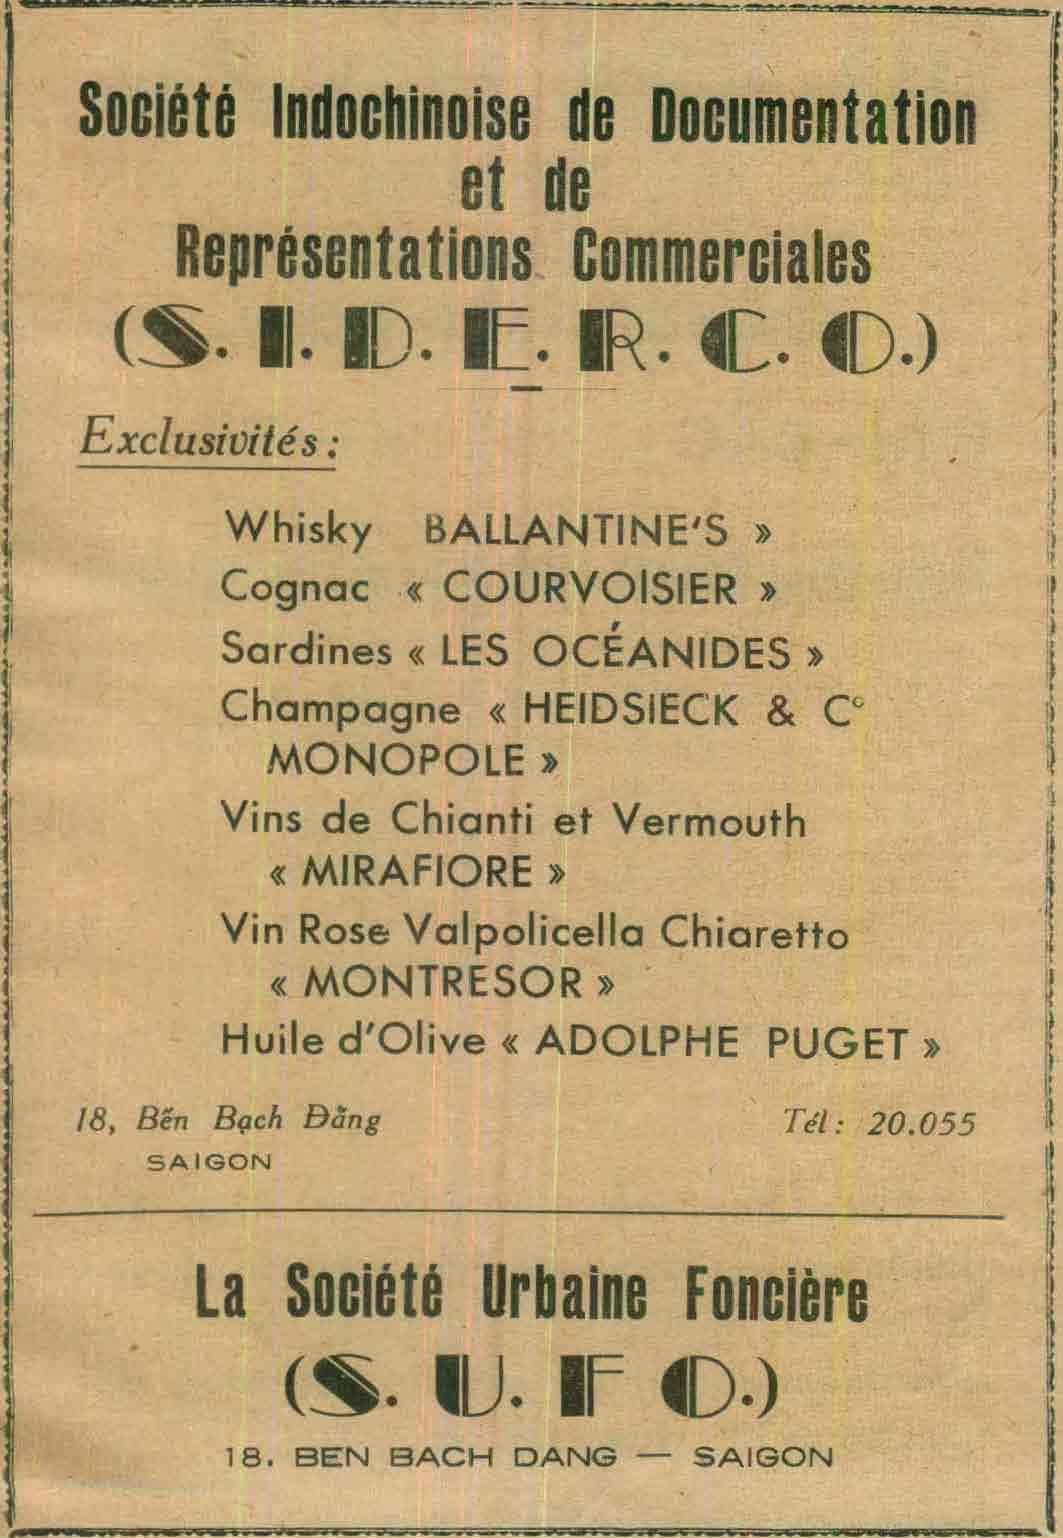 Société Indochinoise de Documentation
et de
Représentations Commerciales
(S. I. D. E. R. C. O.)
Exclusivités :
Whisky BALLANTINE'S »
Cognac « COURVOISIER »
Sardines « LES OCÉANIDES »
Champagne « HEIDSIECK & C°
MONOPOLE »
Vins de Chianti et Vermouth
« MIRAFIORE »
Vin Rose Valpolicella Chiaretto
« MONTRESOR »
Huile d'Olive « ADOLPHE PUGET »
18, Bến Bạch Đằng
Tél : 20.055
SAIGON
La Société Urbaine Foncière
(S. U. F O.)
18. BEN BACH DANG — SAIGON